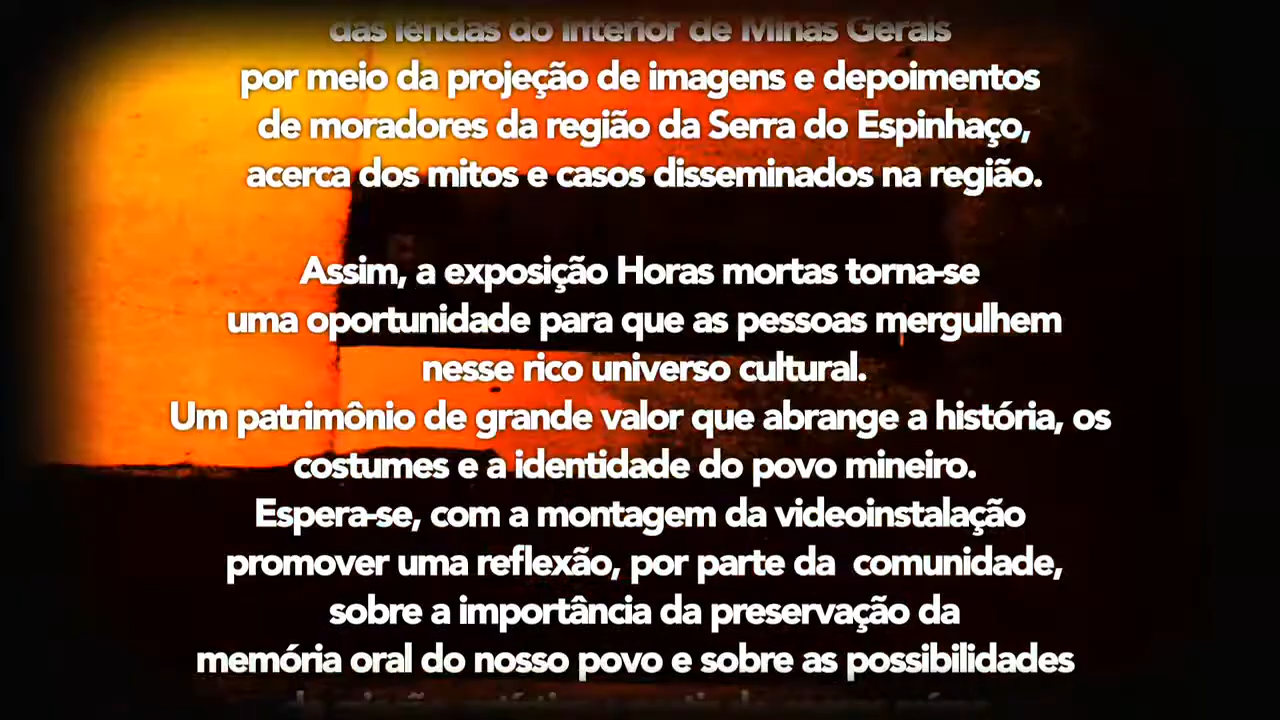 das lendas do interior de Minas Gerais
por meio da projeção de imagens e depoimentos
de moradores da região da Serra do Espinhaço,
acerca dos mitos e casos disseminados na região.
Assim, a exposição Horas mortas torna-se
uma oportunidade para que as pessoas mergulhem
nesse rico universo cultural.
Um patrimônio de grande valor que abrange a história, os
costumes e a identidade do povo mineiro.
Espera-se, com a montagem da videoinstalação
promover uma reflexão, por parte da  comunidade,
sobre a importância da preservação da
memória oral do nosso povo e sobre as possibilidades